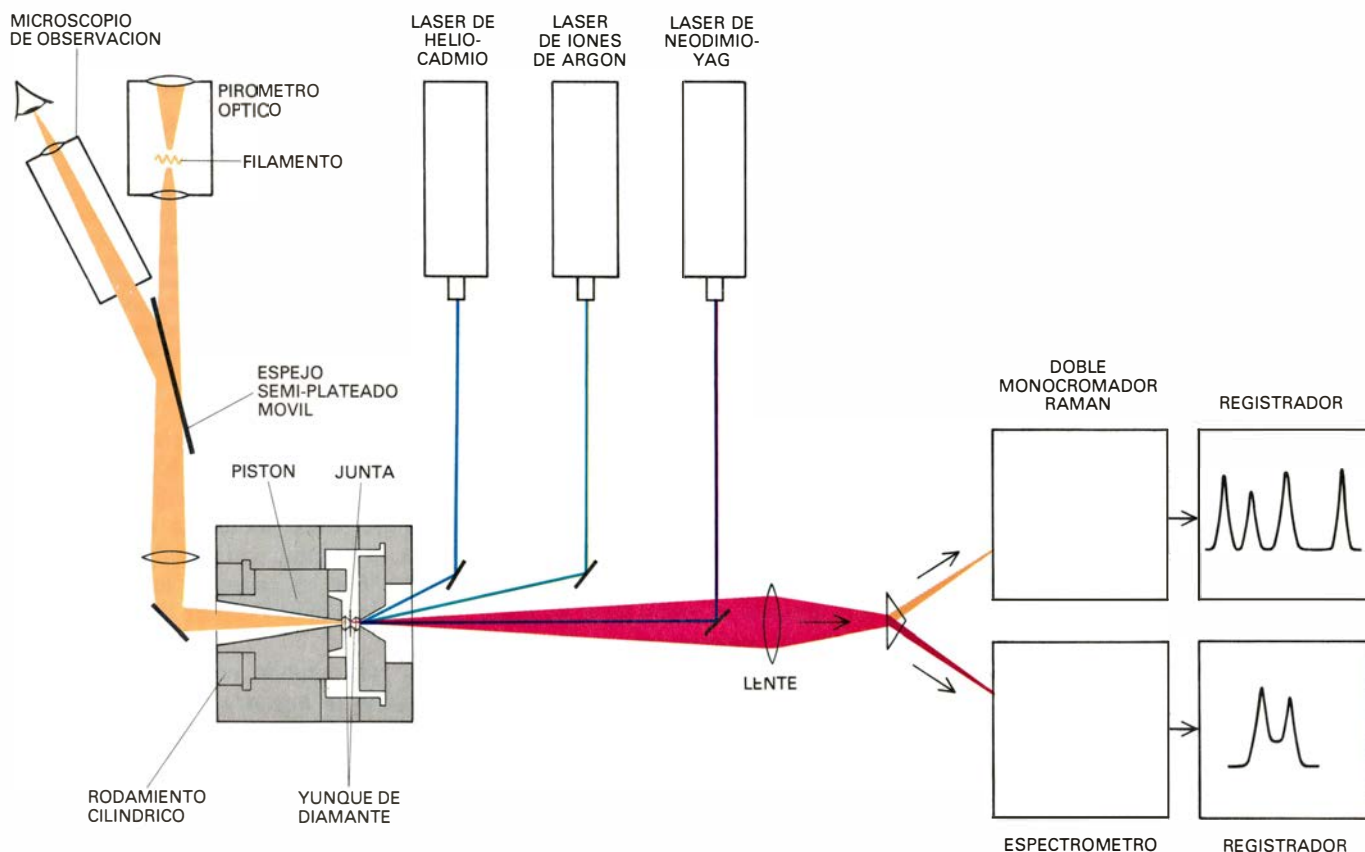 MICROSCOPIO
DE OBSERVACION
PIROMETRO
OPTICO
FILAMENTO
LASER DE
HELIO-
CADMIO
LASER
DE IONES
DE ARGON
LASER DE
NEODIMIO-
YAG
ESPEJO
SEMI-PLATEADO
MOVIL
PISTON
JUNTA
LENTE
DOBLE
MONOCROMADOR
RAMAN
REGISTRADOR
RODAMIENTO
CILINDRICO
YUNQUE DE
DIAMANTE
ESPECTROMETRO
REGISTRADOR